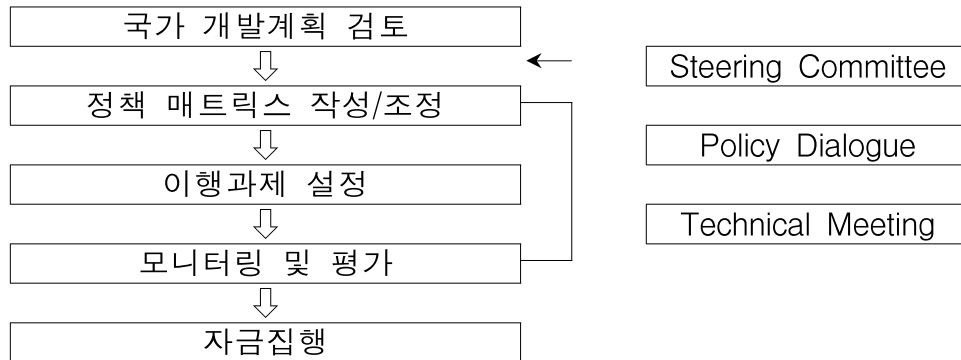 국가 개발계획 검토
정책 매트릭스 작성/조정
이행과제 설정
모니터링 및 평가
자금집행
Steering Committee
Policy Dialogue
Technical Meeting